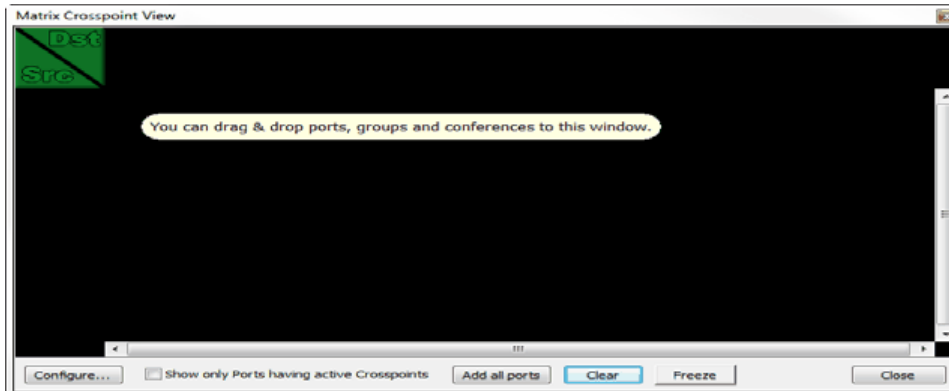 Matrix Crosspoint View
Dst
Src
You can drag & drop ports, groups and conferences to this window.
Configure... Show only Ports having active Crosspoints Add all ports Clear Freeze Close